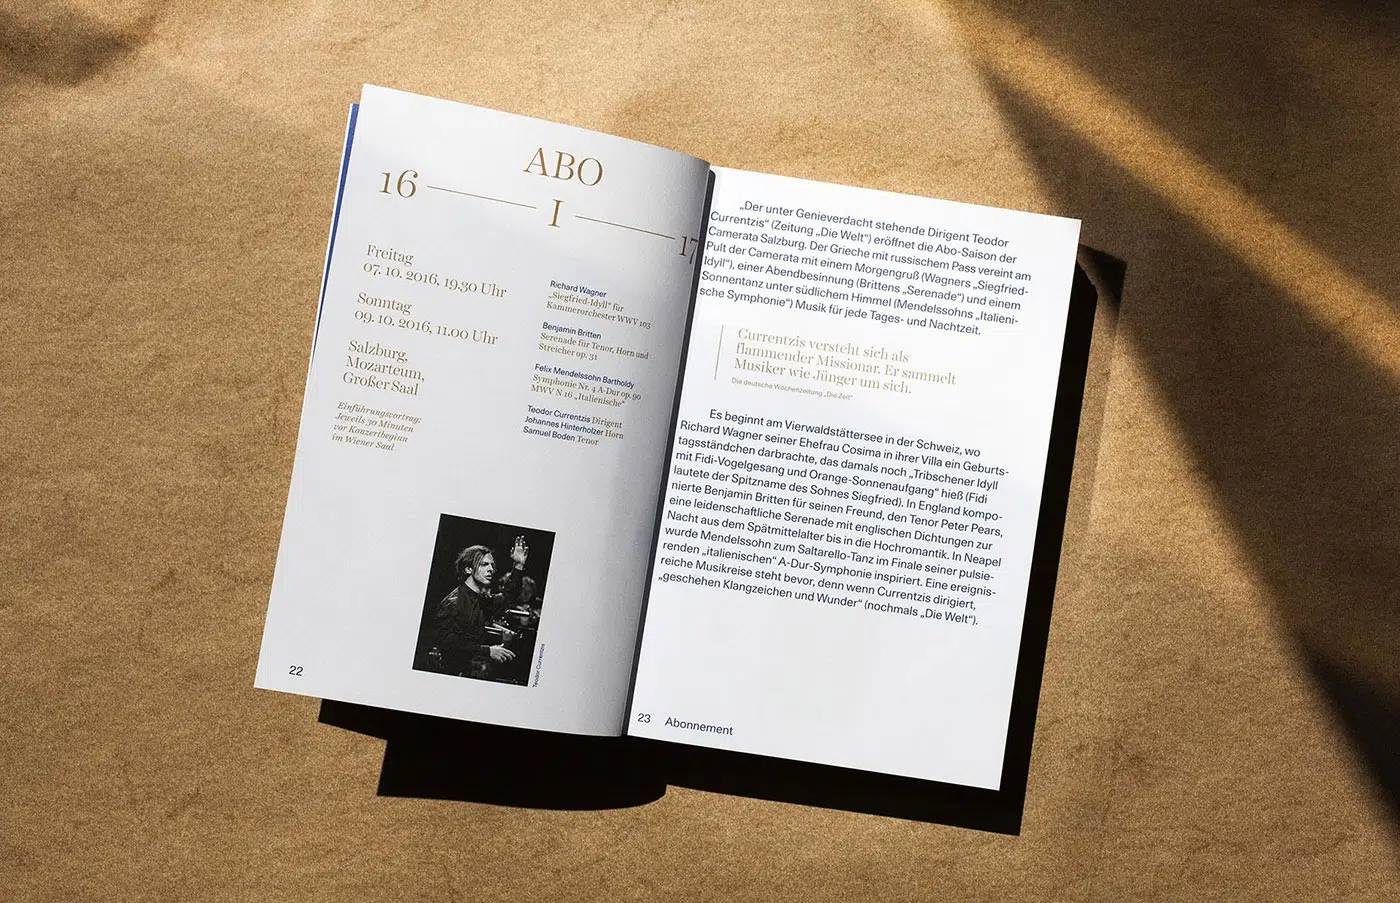 ABO
16
I
17
Freitag
07. 10. 2016, 19.30 Uhr
Sonntag
09. 10. 2016, 11.00 Uhr
Salzburg,
Mozarteum,
Großer Saal
Einführungsvortrag:
Jeweils 30 Minuten
vor Konzertbeginn
im Wiener Saal
Richard Wagner
„Siegfried-Idyll“ für
Kammerorchester WWV 103
Benjamin Britten
Serenade für Tenor, Horn und
Streicher op. 31
Felix Mendelssohn Bartholdy
Symphonie Nr. 4 A-Dur op. 90
MWV N 16 „Italienische“
Teodor Currentzis Dirigent
Johannes Hinterholzer Horn
Samuel Boden Tenor
Teodor Currentzis
22
„Der unter Genieverdacht stehende Dirigent Teodor
Currentzis“ (Zeitung „Die Welt“) eröffnet die Abo-Saison der
Camerata Salzburg. Der Grieche mit russischem Pass vereint am
Pult der Camerata mit einem Morgengruß (Wagners „Siegfried-
Idyll“), einer Abendbesinnung (Brittens „Serenade“) und einem
Sonnentanz unter südlichem Himmel (Mendelssohns „Italieni-
sche Symphonie“) Musik für jede Tages- und Nachtzeit.
Currentzis versteht sich als
flammender Missionar. Er sammelt
Musiker wie Jünger um sich.
Die deutsche Wochenzeitung „Die Zeit“
Es beginnt am Vierwaldstättersee in der Schweiz, wo
Richard Wagner seiner Ehefrau Cosima in ihrer Villa ein Geburts-
tagsständchen darbrachte, das damals noch „Tribschener Idyll
mit Fidi-Vogelgesang und Orange-Sonnenaufgang“ hieß (Fidi
lautete der Spitzname des Sohnes Siegfried). In England kompo-
nierte Benjamin Britten für seinen Freund, den Tenor Peter Pears,
eine leidenschaftliche Serenade mit englischen Dichtungen zur
Nacht aus dem Spätmittelalter bis in die Hochromantik. In Neapel
wurde Mendelssohn zum Saltarello-Tanz im Finale seiner pulsie-
renden „italienischen“ A-Dur-Symphonie inspiriert. Eine ereignis-
reiche Musikreise steht bevor, denn wenn Currentzis dirigiert,
„geschehen Klangzeichen und Wunder“ (nochmals „Die Welt“).
23 Abonnement